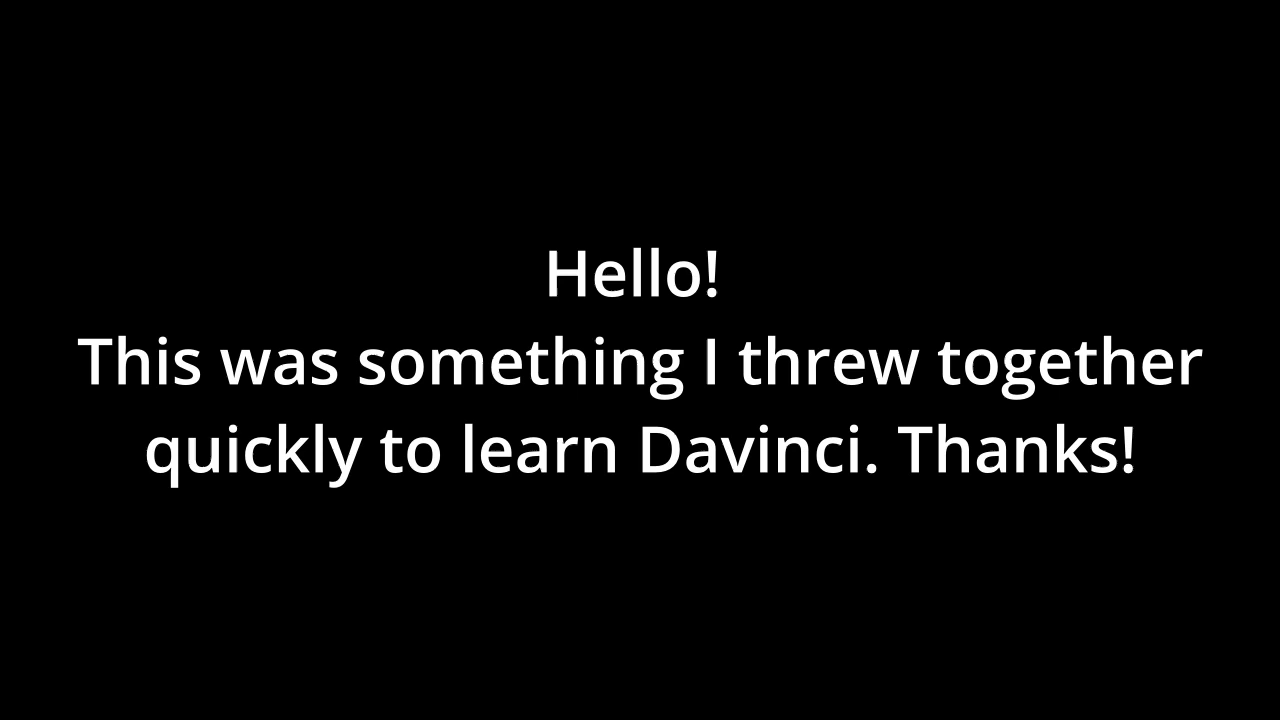 Hello!
This was something I threw together
quickly to learn Davinci. Thanks!